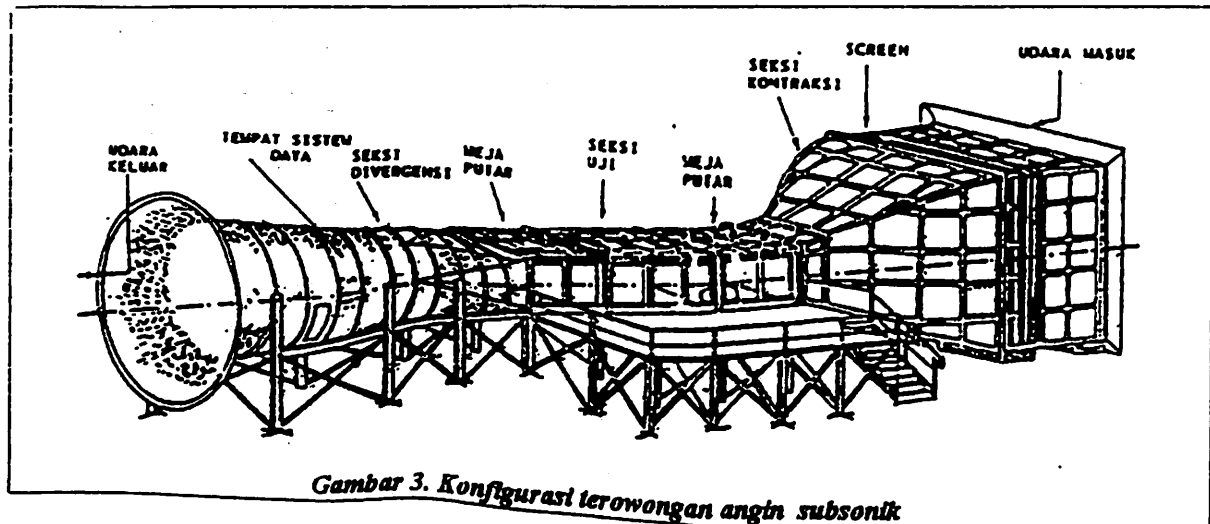 UDARA
KELUAR
TEMPAT SISTEM
DATA
SEKSI
DIVERGENSI
MEJA
PUTAR
SEKSI
UJI
MEJA
PUTAR
SEKSI
KONTRAKSI
SCREEN
UDARA MASUK
Gambar 3. Konfigurasi terowongan angin subsonik